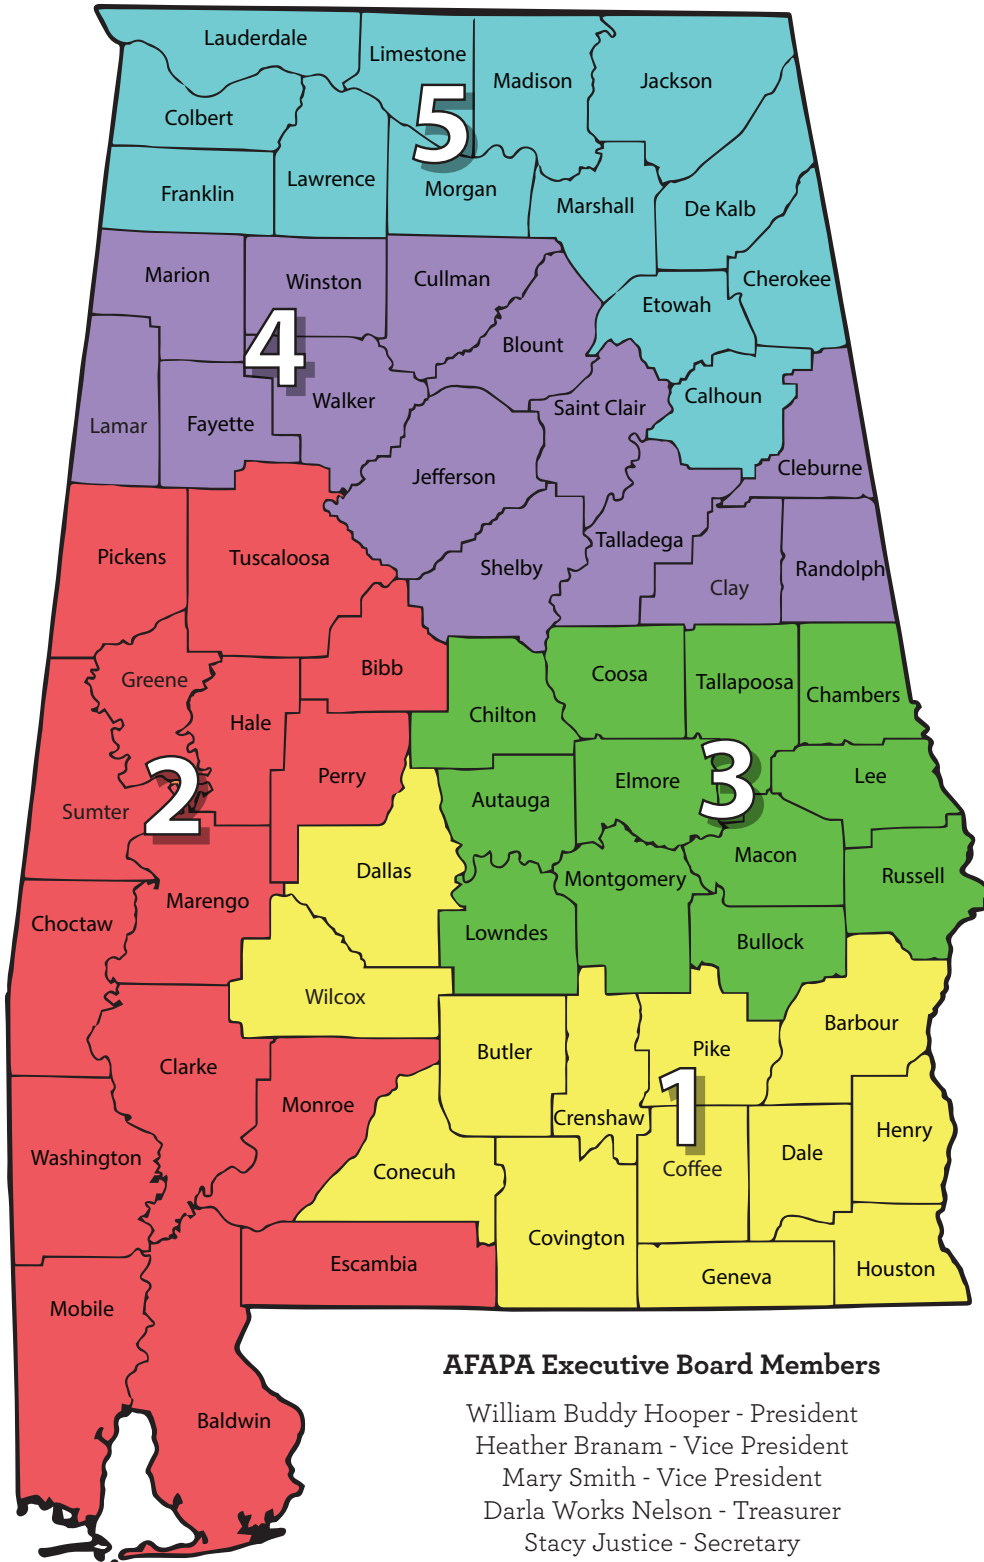 Lauderdale
Limestone
Madison
Jackson
Colbert
5
Franklin
Lawrence
Morgan
Marshall
De Kalb
Marion
Winston
Cullman
Cherokee
Etowah
4
Blount
Lamar
Fayette
Walker
Saint Clair
Calhoun
Jefferson
Cleburne
Pickens
Tuscaloosa
Shelby
Talladega
Clay
Randolph
Greene
Bibb
Coosa
Tallapoosa
Chambers
Hale
Chilton
Sumter
2
Perry
Autauga
Elmore
3
Lee
Dallas
Montgomery
Macon
Russell
Choctaw
Marengo
Lowndes
Bullock
Wilcox
Barbour
Clarke
Butler
Pike
Monroe
Crenshaw
1
Henry
Washington
Conecuh
Coffee
Dale
Covington
Escambia
Geneva
Houston
Mobile
Baldwin
AFAPA Executive Board Members
William Buddy Hooper - President
Heather Branam - Vice President
Mary Smith - Vice President
Darla Works Nelson - Treasurer
Stacy Justice - Secretary